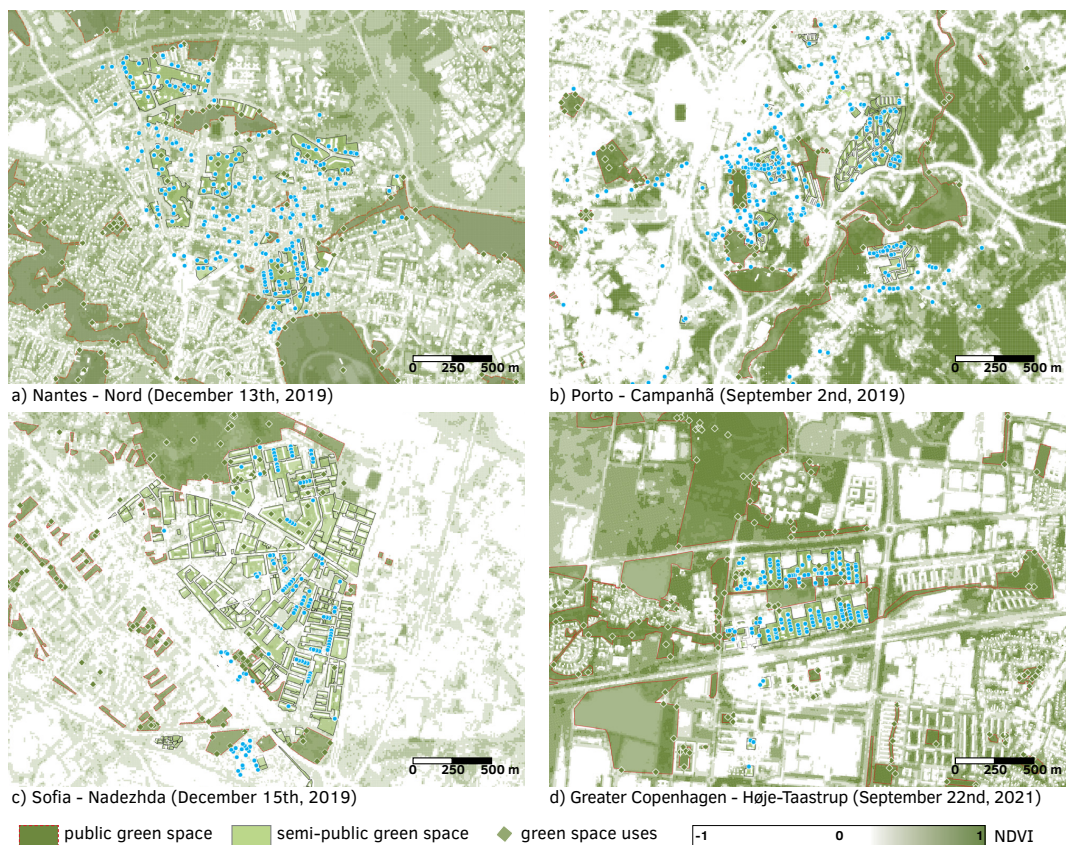 0 250 500 m
0 250 500 m
a) Nantes - Nord (December 13th, 2019)
b) Porto - Campanhã (September 2nd, 2019)
0 250 500 m
0 250 500 m
c) Sofia - Nadezhda (December 15th, 2019)
d) Greater Copenhagen - Høje-Taastrup (September 22nd, 2021)
public green space semi-public green space green space uses -1 0 1 NDVI